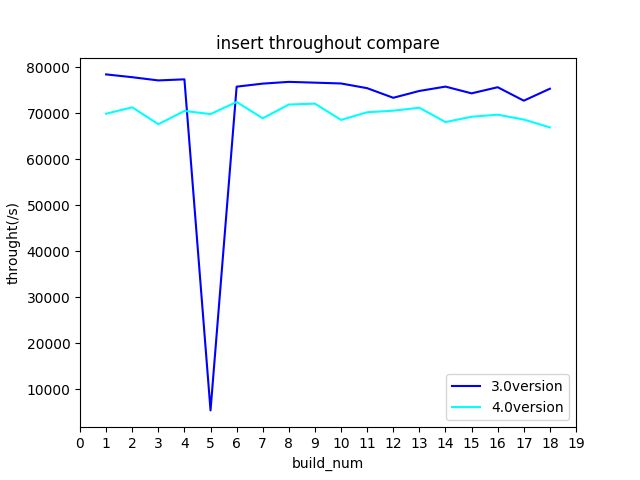 insert throughout compare
throught(/s)
80000
70000
60000
50000
40000
30000
20000
10000
3.0version
4.0version
0 1 2 3 4 5 6 7 8 9 10 11 12 13 14 15 16 17 18 19
build_num